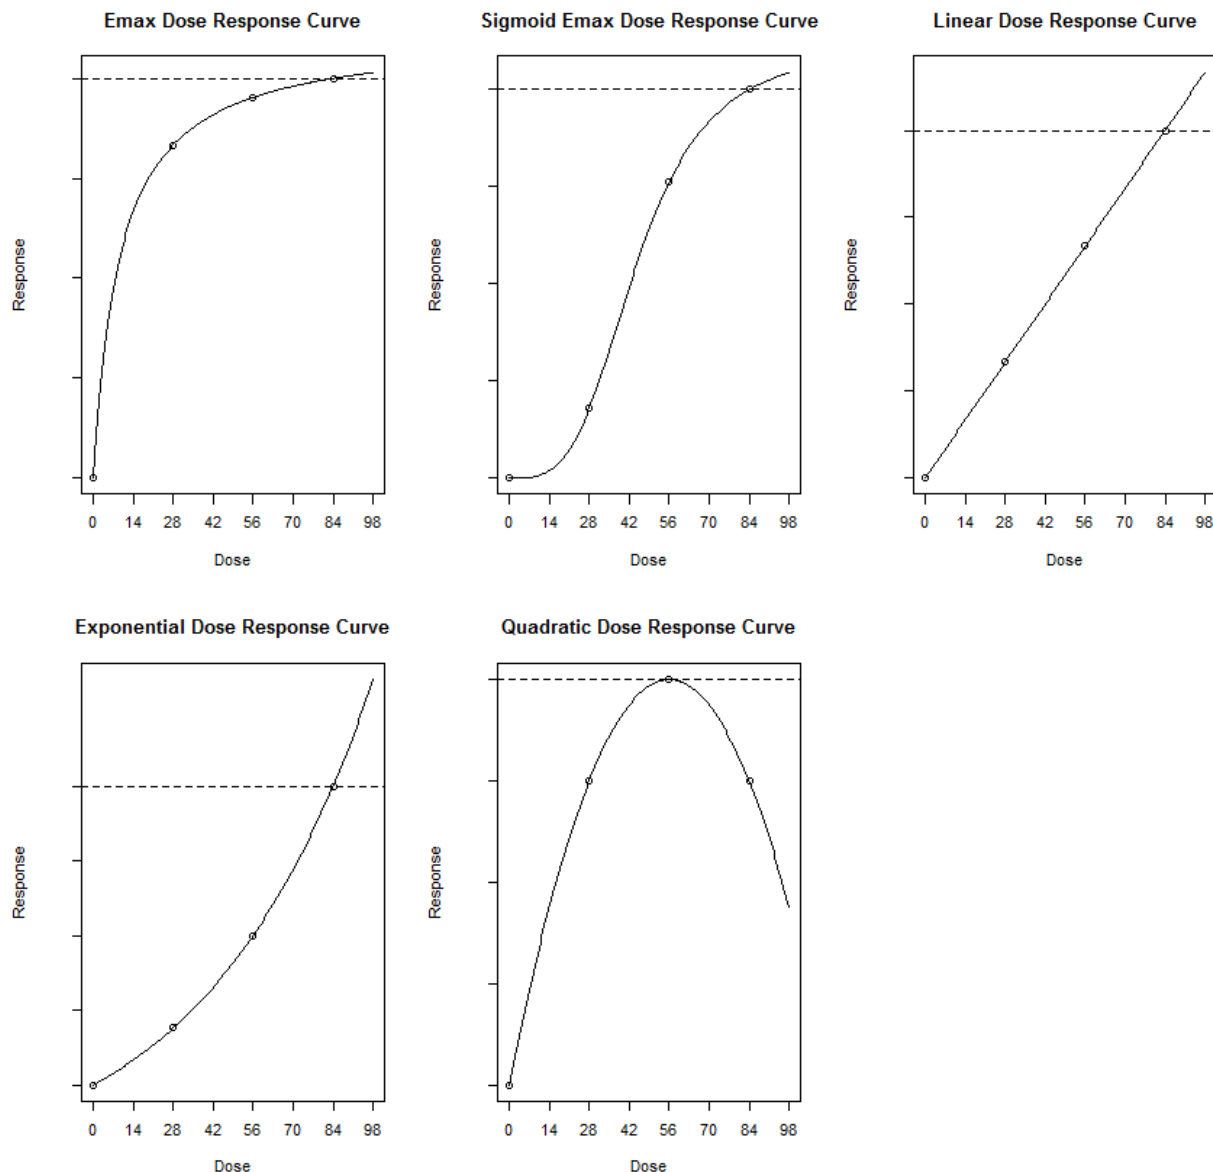 Emax Dose Response Curve
Response
0 14 28 42 56 70 84 98
Dose
Sigmoid Emax Dose Response Curve
Response
0 14 28 42 56 70 84 98
Dose
Linear Dose Response Curve
Response
0 14 28 42 56 70 84 98
Dose
Exponential Dose Response Curve
Response
0 14 28 42 56 70 84 98
Dose
Quadratic Dose Response Curve
Response
0 14 28 42 56 70 84 98
Dose